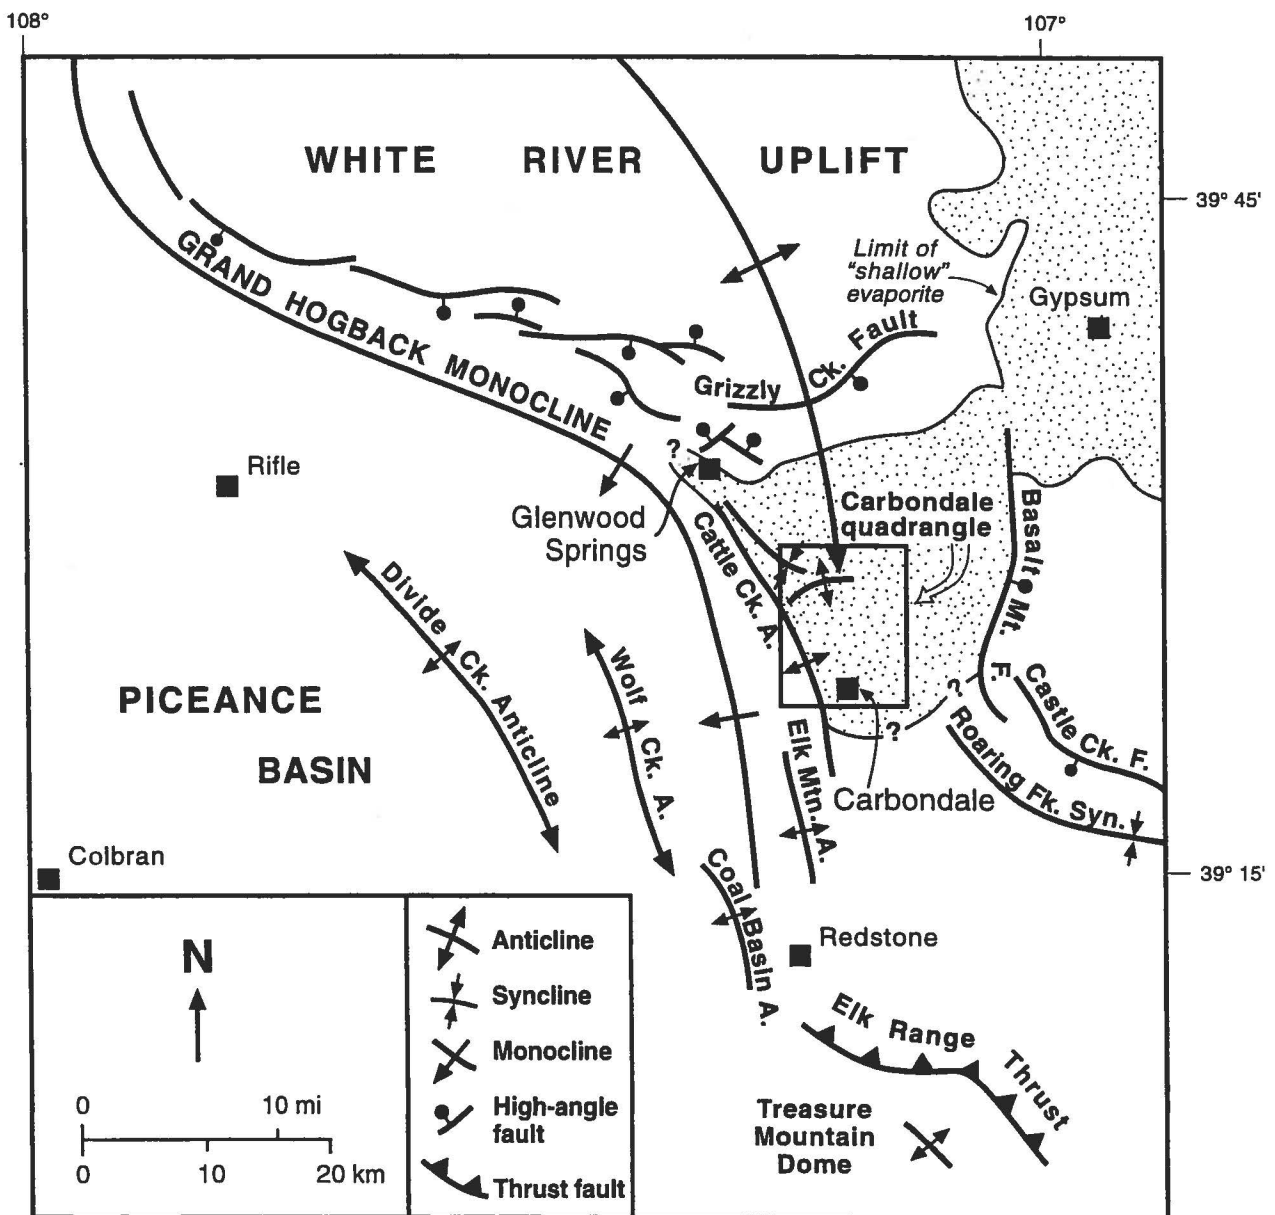 108°
107°
WHITE RIVER UPLIFT
39° 45'
GRAND HOGBACK MONOCLINE
Limit of
"shallow"
evaporite
Gypsum
Grizzly Ck. Fault
?
Rifle
Glenwood
Springs
Carbondale
quadrangle
Cattle Ck. A.
Basalt Mt. F.
Divide Ck. Anticline
Wolf Ck. A.
PICEANCE
BASIN
?
?
Castle Ck. F.
Roaring Fk. Syn.
Elk Mtn. A.
Carbondale
Colbran
Coal Basin A.
39° 15'
Redstone
N
0 10 mi
0 10 20 km
Anticline
Syncline
Monocline
High-angle
fault
Thrust fault
Elk Range Thrust
Treasure
Mountain
Dome